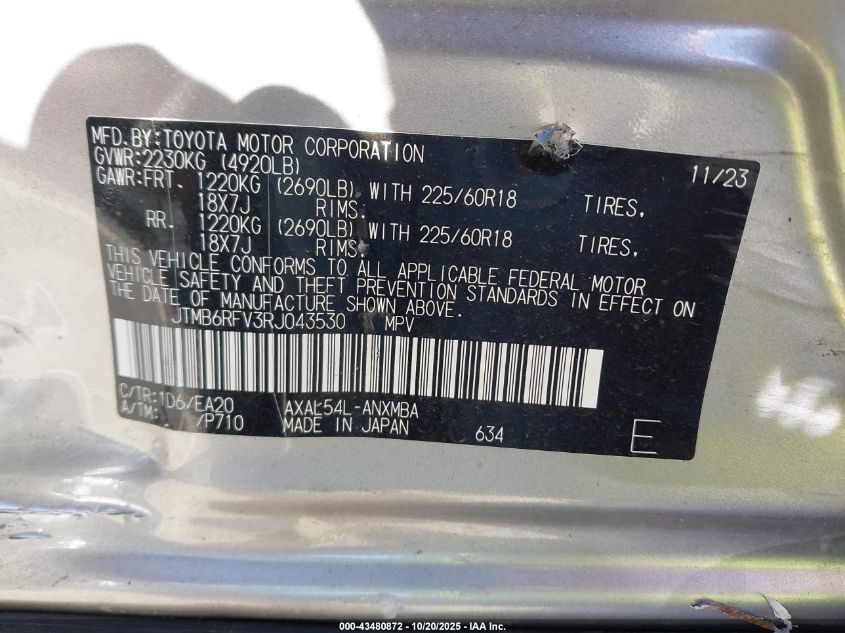 MFD.BY:TOYOTA MOTOR CORPORATION 11/23
GVWR:2230KG (4920LB)
GAWR:FRT. 1220KG (2690LB) WITH 225/60R18 TIRES,
18X7J RIMS.
RR. 1220KG (2690LB) WITH 225/60R18 TIRES,
18X7J RIMS.
THIS VEHICLE CONFORMS TO ALL APPLICABLE FEDERAL MOTOR
VEHICLE SAFETY AND THEFT PREVENTION STANDARDS IN EFFECT ON
THE DATE OF MANUFACTURE SHOWN ABOVE.
JTMB6RFV3RJ043530 MPV
C/TR:1D6/EA20 AXAL54L-ANXMBA
A/TM: /P710 MADE IN JAPAN 634 E
000-43480872 - 10/20/2025 - IAA Inc.